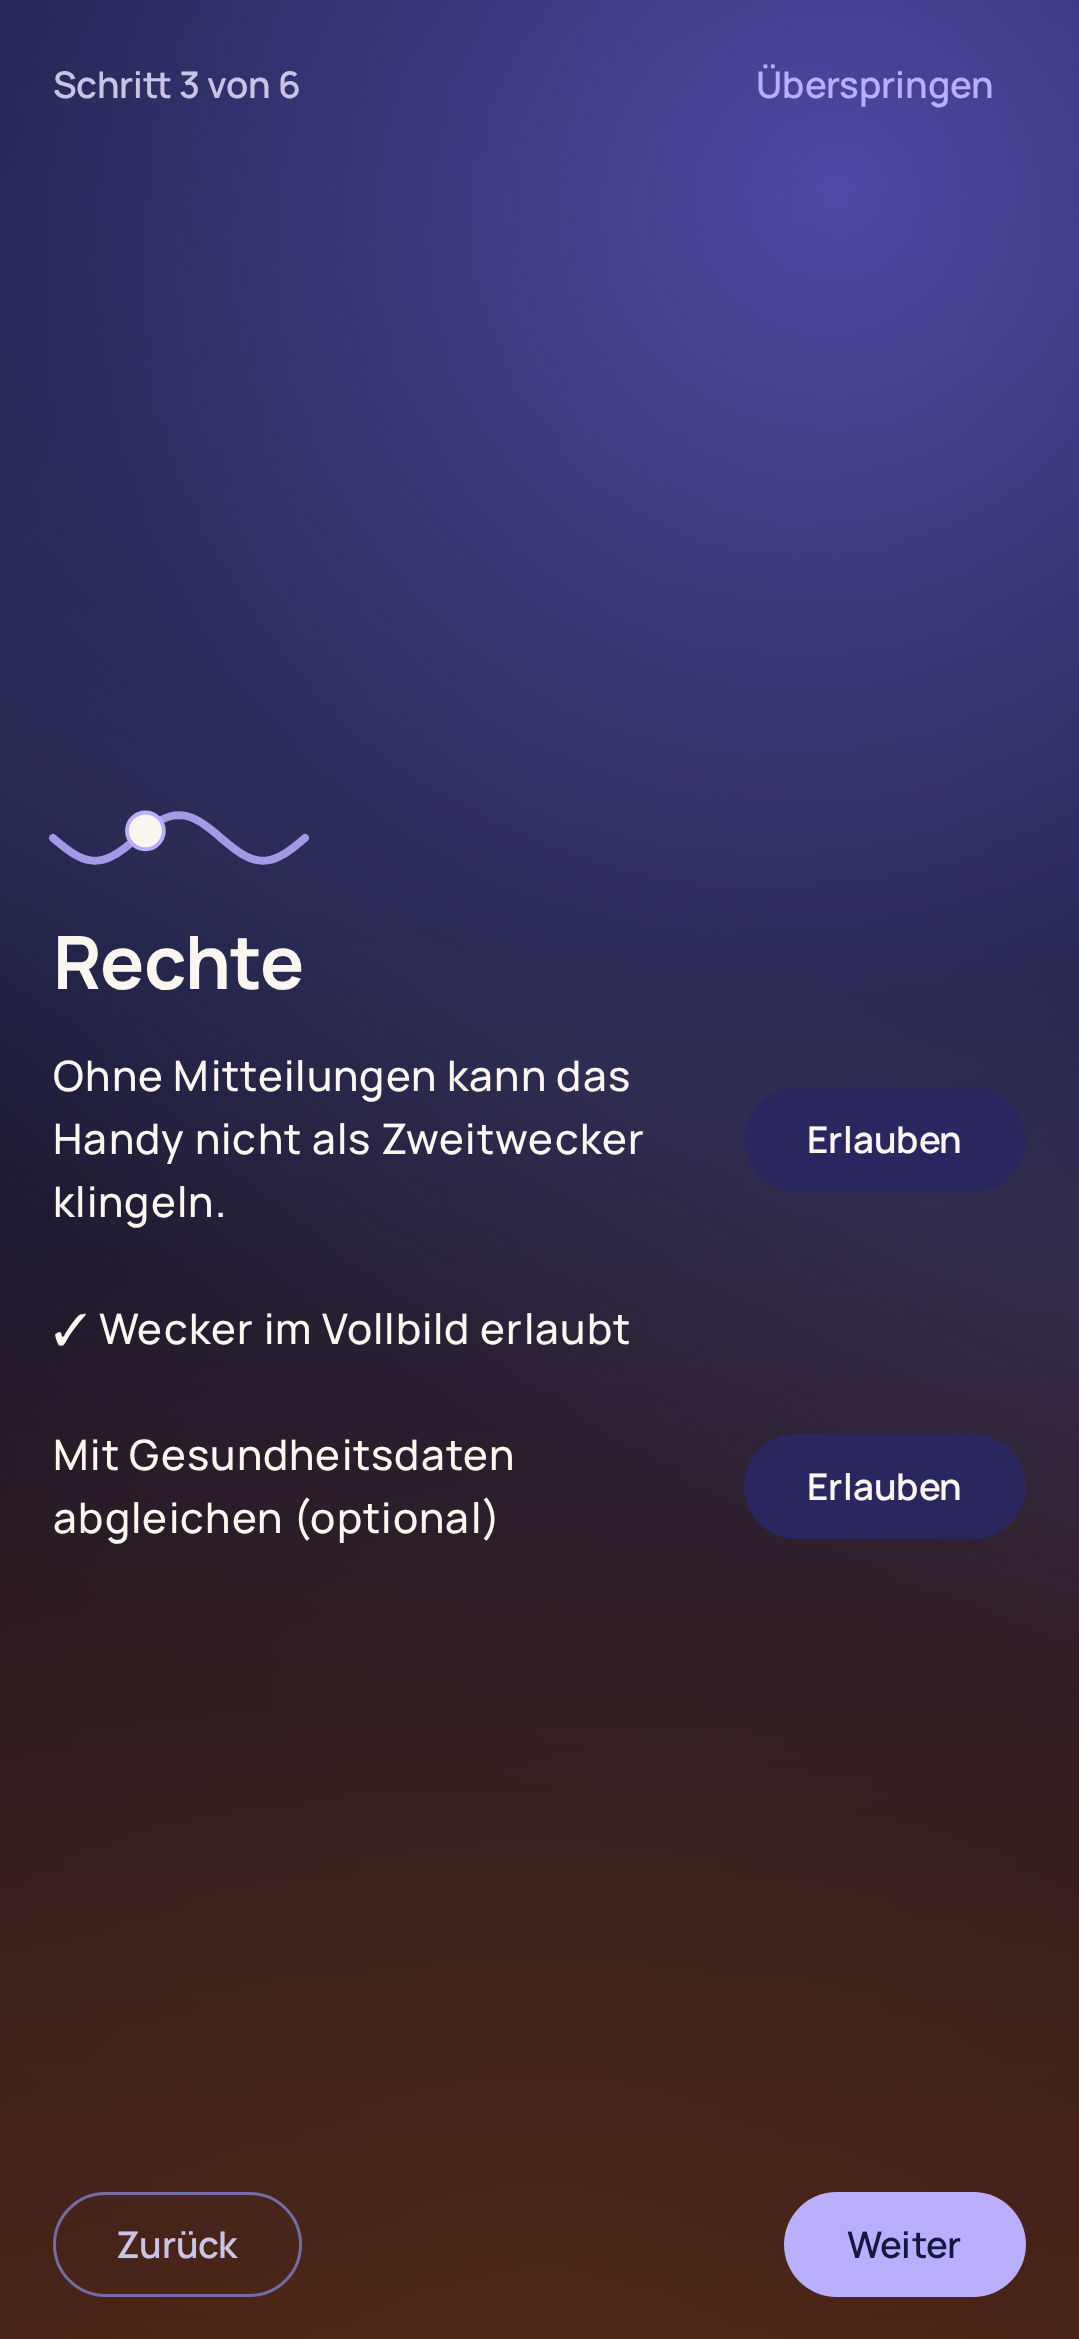 Schritt 3 von 6
Überspringen
Rechte
Ohne Mitteilungen kann das
Handy nicht als Zweitwecker
klingeln.
Erlauben
✓ Wecker im Vollbild erlaubt
Mit Gesundheitsdaten
abgleichen (optional)
Erlauben
Zurück
Weiter